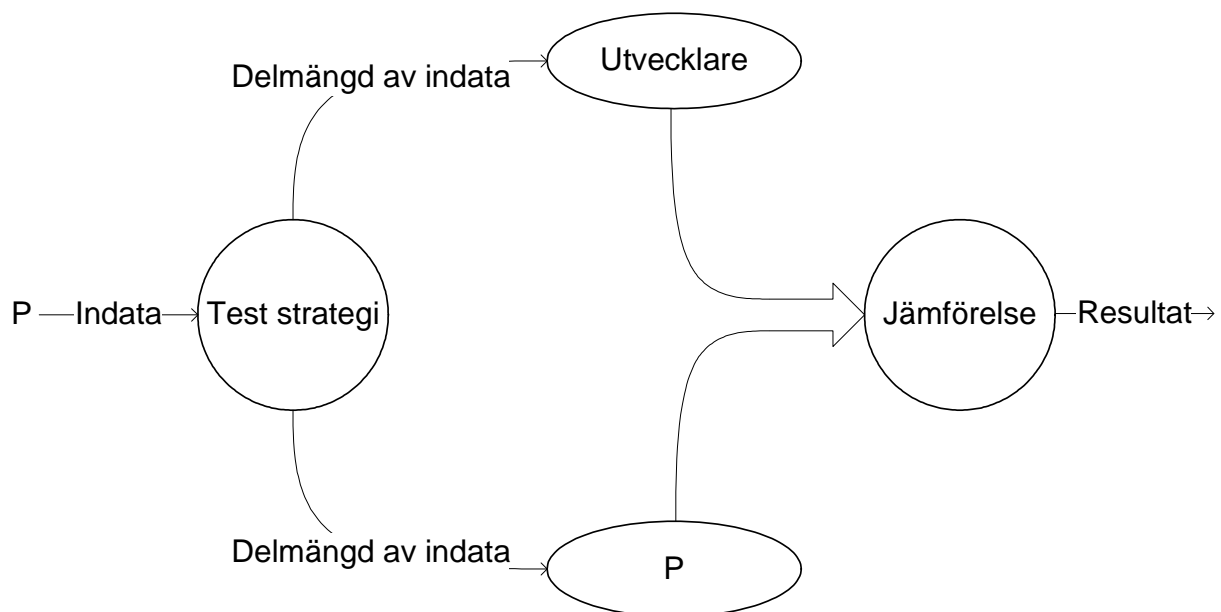 Delmängd av indata
Utvecklare
P
Indata
Test strategi
Jämförelse
Resultat
Delmängd av indata
P